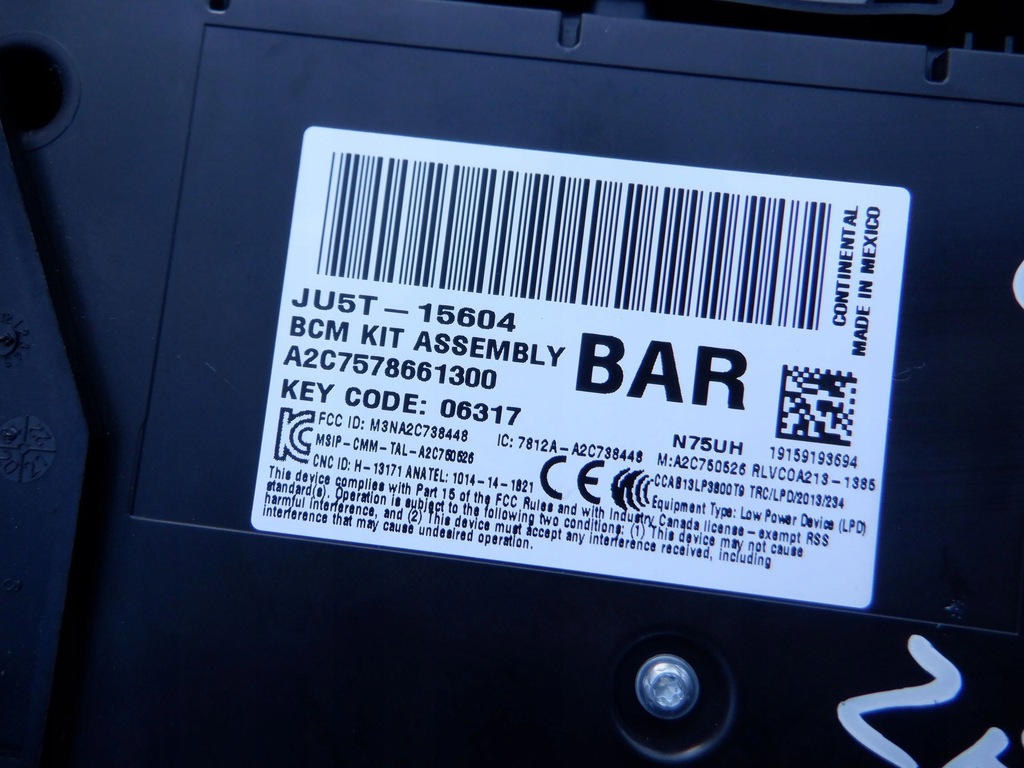 CONTINENTAL
MADE IN MEXICO
JU5T-15604
BCM KIT ASSEMBLY
A2C7578661300
BAR
KEY CODE: 06317
FCC ID: M3NA2C738448 IC: 7812A-A2C738448 N75UH 19159193694
MSIP-CMM-TAL-A2C750526 M:A2C750526 RLVCOA213-1385
CNC ID: H-13171 ANATEL: 1014-14-1821 CE CCAB13LP3800T9 TRC/LPD/2013/234
Equipment Type: Low Power Device (LPD)
This device complies with Part 15 of the FCC Rules and with Industry Canada license-exempt RSS
standard(s). Operation is subject to the following two conditions: (1) This device may not cause
harmful interference, and (2) This device must accept any interference received, including
interference that may cause undesired operation.